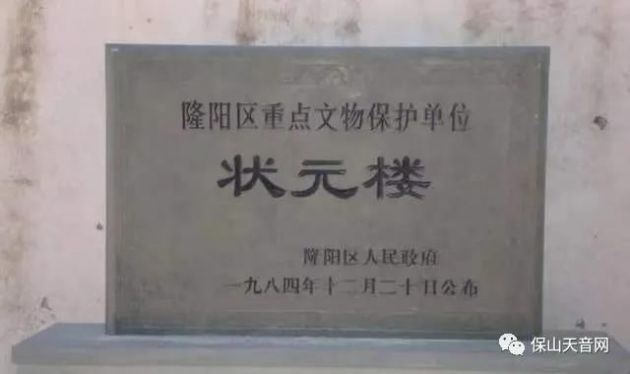 隆阳区重点文物保护单位
状元楼
隆阳区人民政府
一九八四年十二月二十日公布
保山天音网